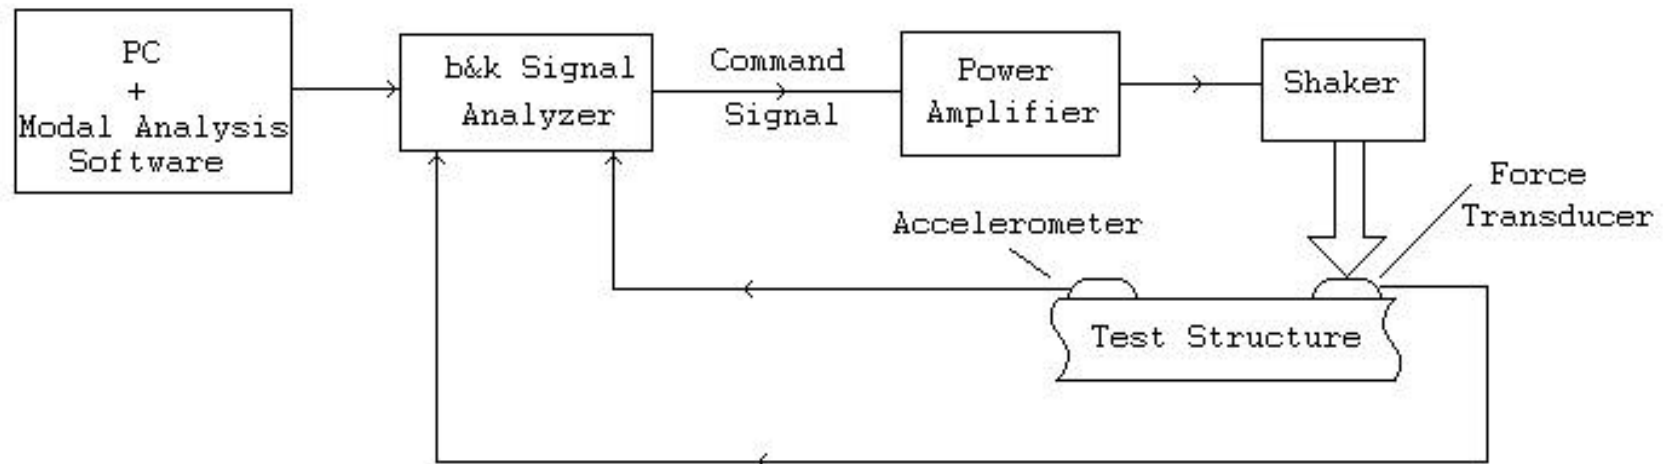 PC
+
Modal Analysis
Software
b&k Signal
Analyzer
Command
Signal
Power
Amplifier
Shaker
Force
Transducer
Accelerometer
Test Structure